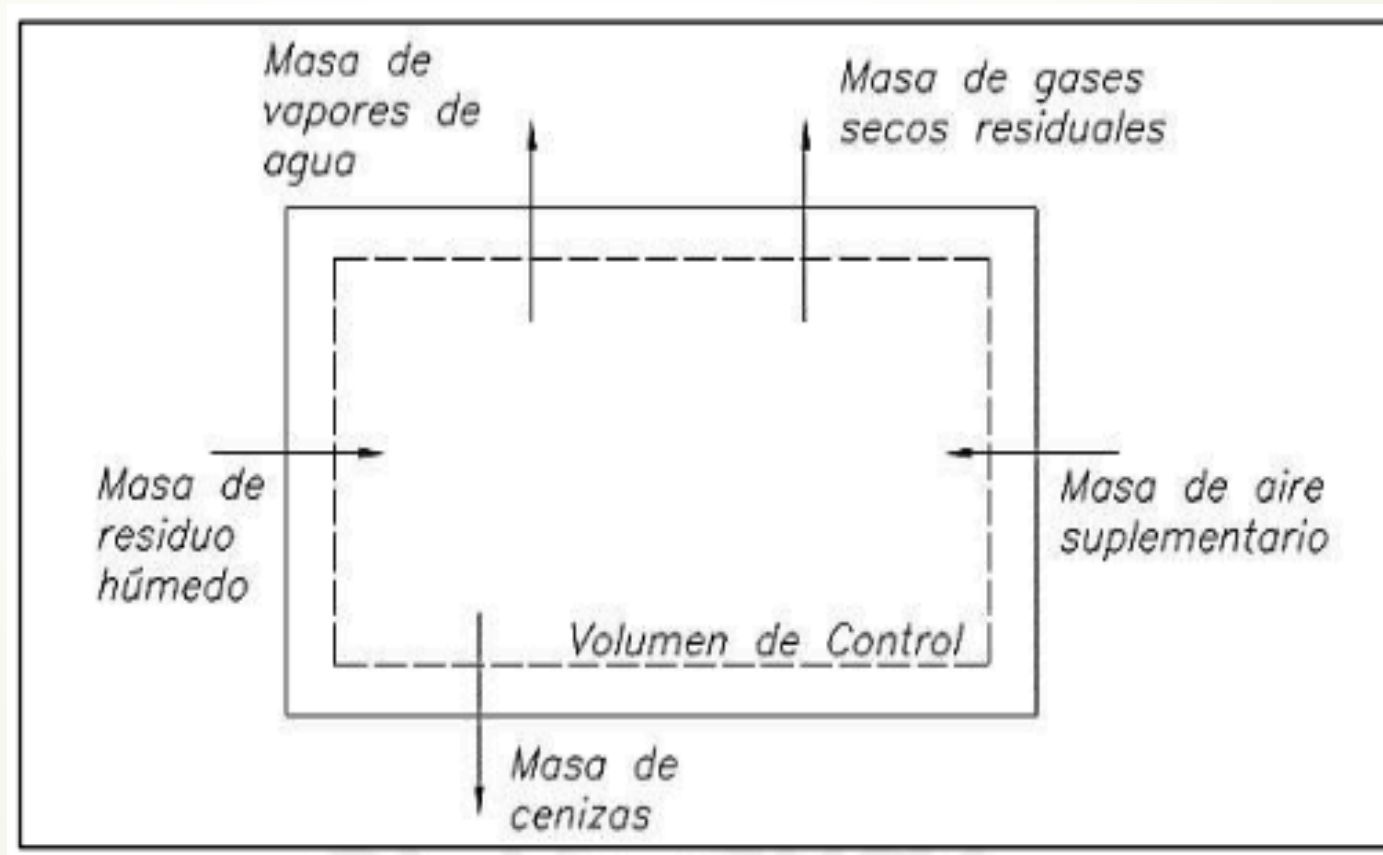 Masa de
vapores de
agua
Masa de gases
secos residuales
Masa de
residuo
húmedo
Masa de aire
suplementario
Volumen de Control
Masa de
cenizas